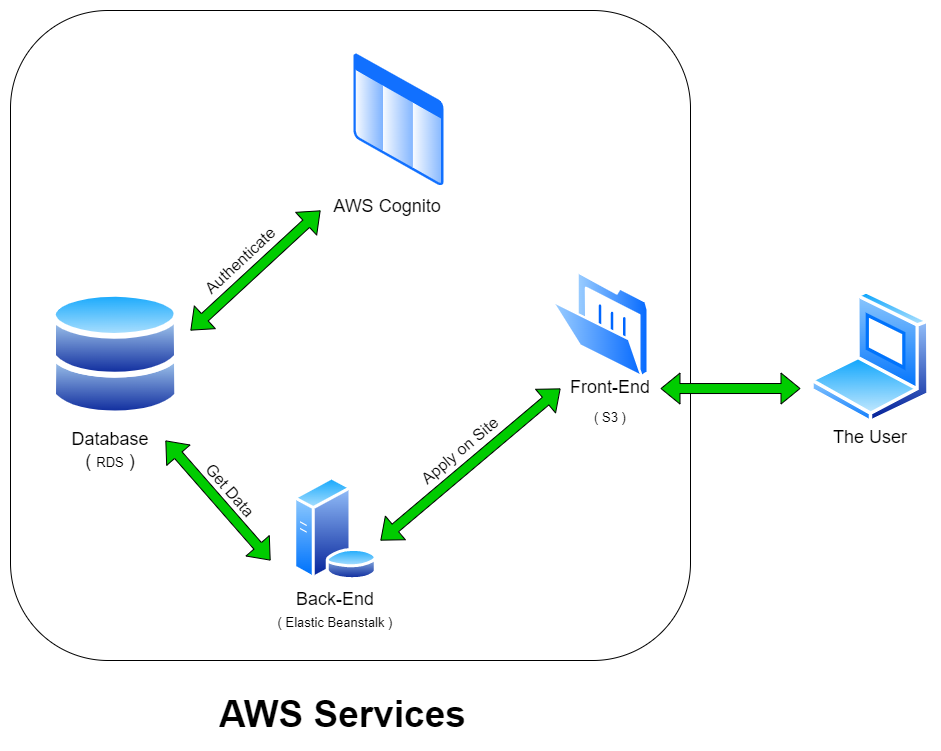 AWS Cognito
Authenticate
Database
( RDS )
Get Data
Back-End
( Elastic Beanstalk )
Apply on Site
Front-End
( S3 )
The User
AWS Services